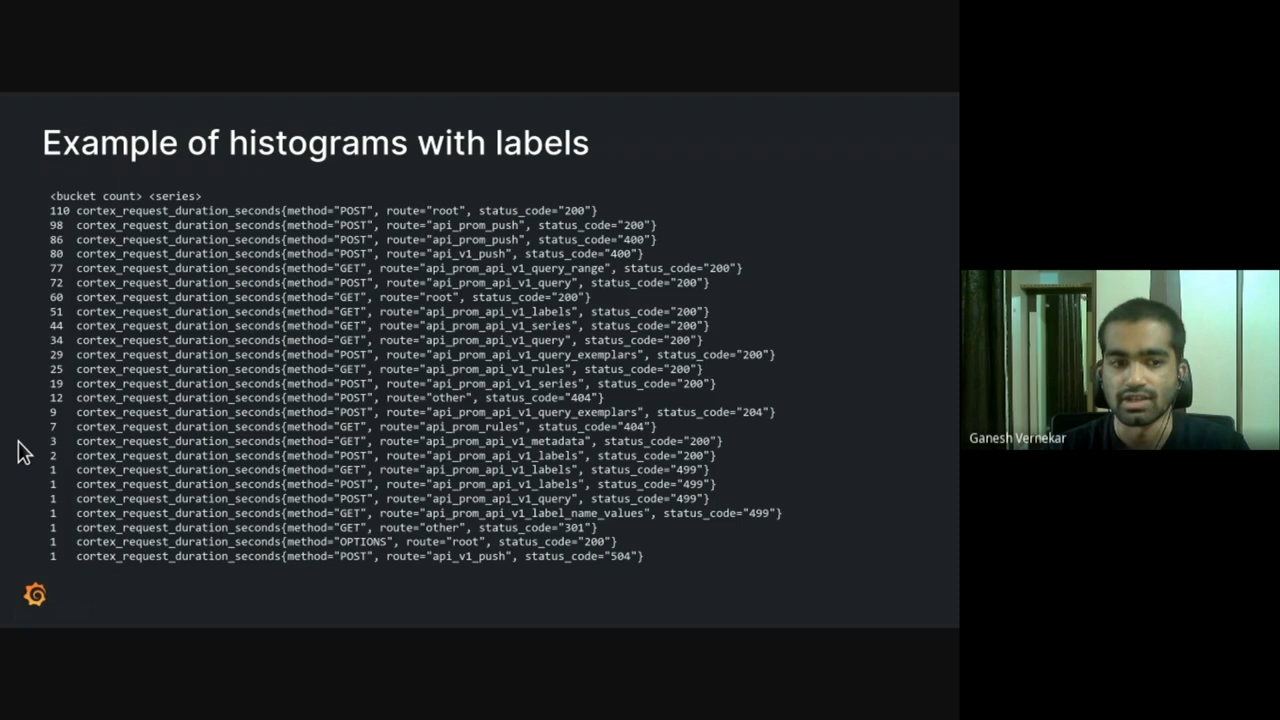 Example of histograms with labels
<bucket count> <series>
110 cortex_request_duration_seconds{method="POST", route="root", status_code="200"}
98 cortex_request_duration_seconds{method="POST", route="api_prom_push", status_code="200"}
86 cortex_request_duration_seconds{method="POST", route="api_prom_push", status_code="400"}
80 cortex_request_duration_seconds{method="POST", route="api_v1_push", status_code="400"}
77 cortex_request_duration_seconds{method="GET", route="api_prom_api_v1_query_range", status_code="200"}
72 cortex_request_duration_seconds{method="POST", route="api_prom_api_v1_query", status_code="200"}
60 cortex_request_duration_seconds{method="GET", route="root", status_code="200"}
51 cortex_request_duration_seconds{method="GET", route="api_prom_api_v1_labels", status_code="200"}
44 cortex_request_duration_seconds{method="GET", route="api_prom_api_v1_series", status_code="200"}
34 cortex_request_duration_seconds{method="GET", route="api_prom_api_v1_query", status_code="200"}
29 cortex_request_duration_seconds{method="POST", route="api_prom_api_v1_query_exemplars", status_code="200"}
25 cortex_request_duration_seconds{method="GET", route="api_prom_api_v1_rules", status_code="200"}
19 cortex_request_duration_seconds{method="POST", route="api_prom_api_v1_series", status_code="200"}
12 cortex_request_duration_seconds{method="POST", route="other", status_code="404"}
9 cortex_request_duration_seconds{method="POST", route="api_prom_api_v1_query_exemplars", status_code="204"}
7 cortex_request_duration_seconds{method="GET", route="api_prom_rules", status_code="404"}
3 cortex_request_duration_seconds{method="GET", route="api_prom_api_v1_metadata", status_code="200"}
2 cortex_request_duration_seconds{method="POST", route="api_prom_api_v1_labels", status_code="200"}
1 cortex_request_duration_seconds{method="GET", route="api_prom_api_v1_labels", status_code="499"}
1 cortex_request_duration_seconds{method="POST", route="api_prom_api_v1_labels", status_code="499"}
1 cortex_request_duration_seconds{method="POST", route="api_prom_api_v1_query", status_code="499"}
1 cortex_request_duration_seconds{method="GET", route="api_prom_api_v1_label_name_values", status_code="499"}
1 cortex_request_duration_seconds{method="GET", route="other", status_code="301"}
1 cortex_request_duration_seconds{method="OPTIONS", route="root", status_code="200"}
1 cortex_request_duration_seconds{method="POST", route="api_v1_push", status_code="504"}
Ganesh Vernekar